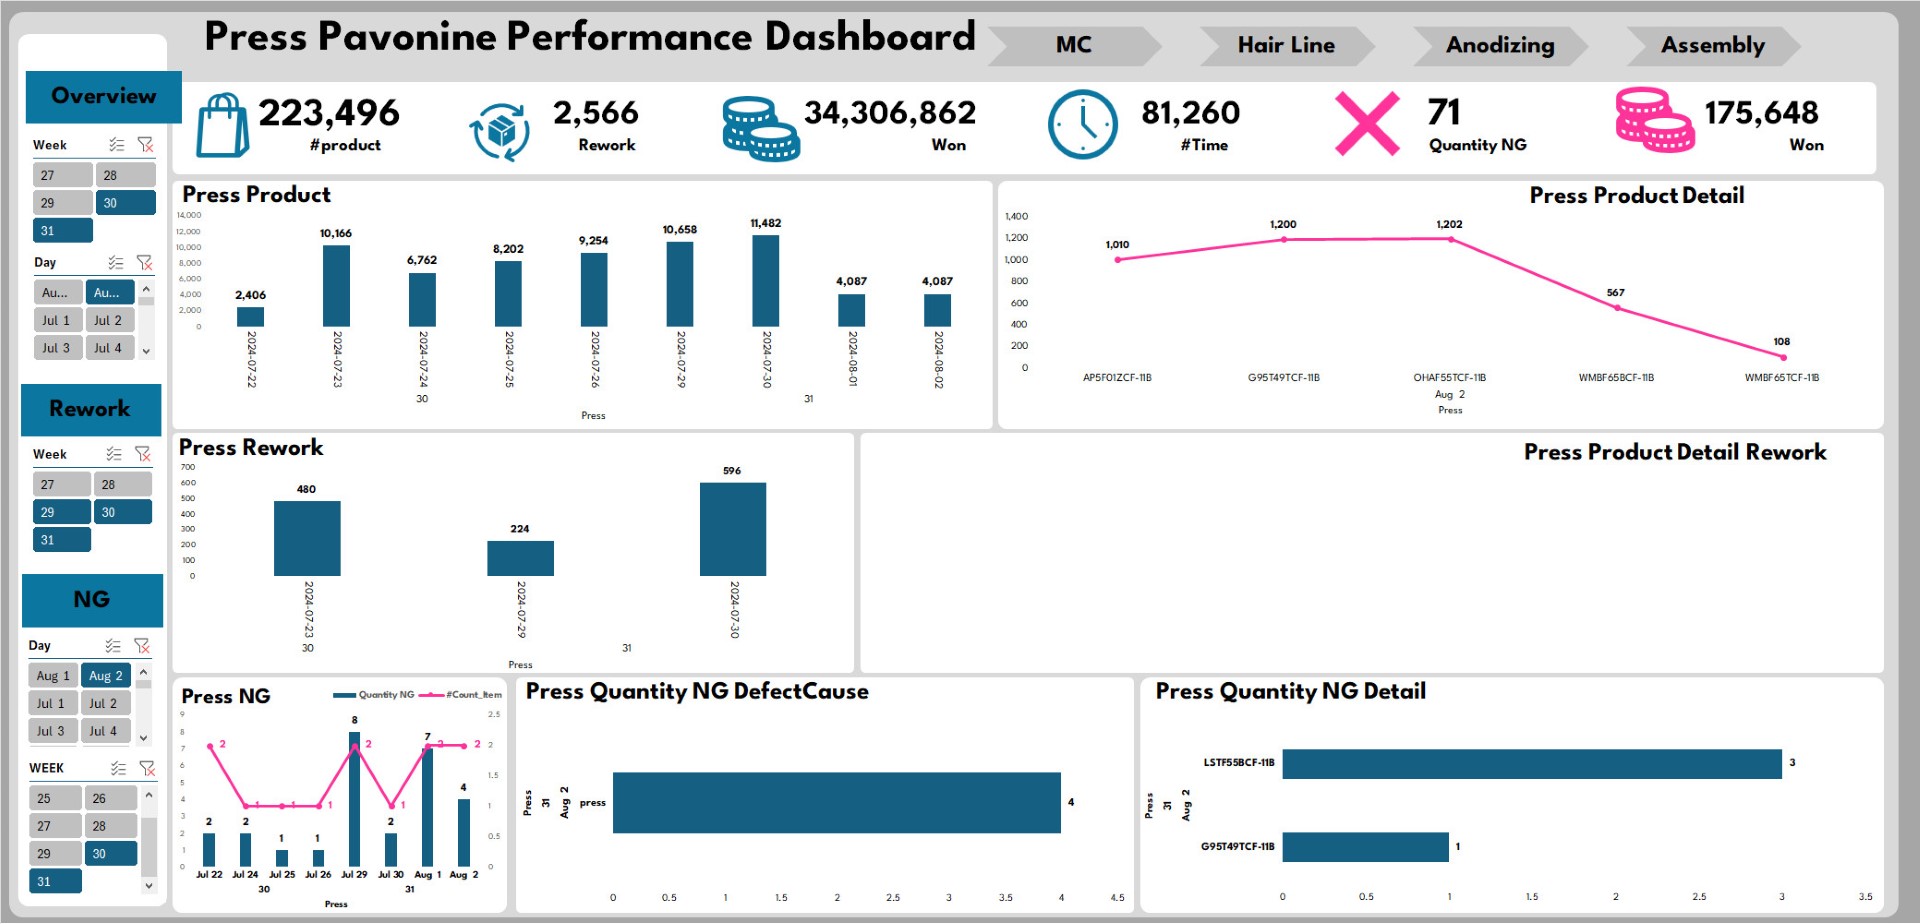 Press Pavonine Performance Dashboard
MC
Hair Line
Anodizing
Assembly
Overview
223,496
#product
2,566
Rework
34,306,862
Won
81,260
#Time
71
Quantity NG
175,648
Won
Week
27 28
29 30
31
Day
Au... Au...
Jul 1 Jul 2
Jul 3 Jul 4
Rework
Week
27 28
29 30
31
NG
Day
Aug 1 Aug 2
Jul 1 Jul 2
Jul 3 Jul 4
WEEK
25 26
27 28
29 30
31
Press Product
14,000
12,000
10,000
8,000
6,000
4,000
2,000
0
2,406
10,166
6,762
8,202
9,254
10,658
11,482
4,087
4,087
2024-07-22
2024-07-23
2024-07-24
2024-07-25
2024-07-26
2024-07-29
2024-07-30
2024-08-01
2024-08-02
30
31
Press
Press Product Detail
1,400
1,200
1,000
800
600
400
200
0
1,010
1,200
1,202
567
108
AP5F01ZCF-11B
G95T49TCF-11B
OHAF55TCF-11B
WMBF65BCF-11B
WMBF65TCF-11B
Aug 2
Press
Press Rework
700
600
500
400
300
200
100
0
480
224
596
2024-07-23
2024-07-29
2024-07-30
30
31
Press
Press Product Detail Rework
Press NG
Quantity NG
#Count_Item
9
8
7
6
5
4
3
2
1
0
2.5
2
1.5
1
0.5
0
2
2
1
1
8
2
7
4
2
1
1
1
2
1
2
2
Jul 22
Jul 24
Jul 25
Jul 26
Jul 29
Jul 30
Aug 1
Aug 2
30
31
Press
Press Quantity NG DefectCause
Press
31
Aug 2
press
4
0
0.5
1
1.5
2
2.5
3
3.5
4
4.5
Press Quantity NG Detail
Press
31
Aug 2
LSTF55BCF-11B
3
G95T49TCF-11B
1
0
0.5
1
1.5
2
2.5
3
3.5